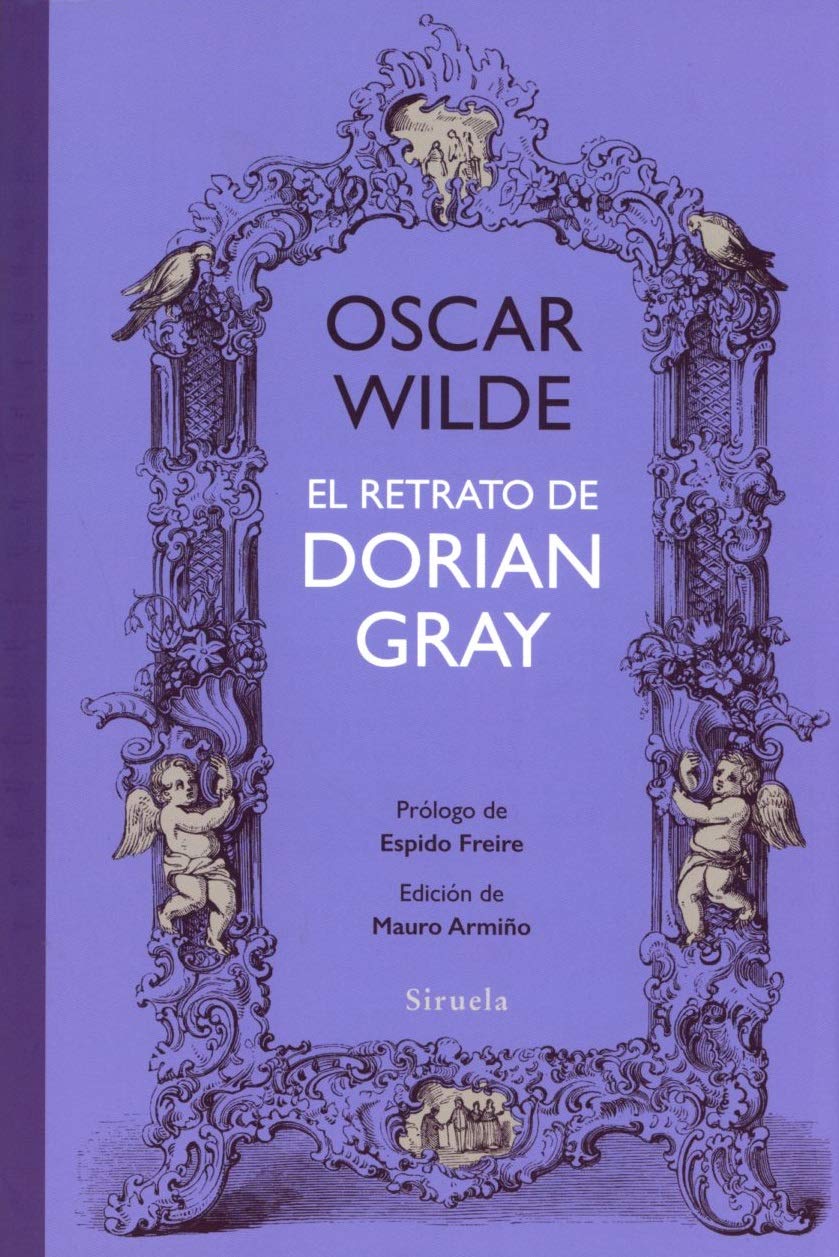 OSCAR
WILDE
EL RETRATO DE
DORIAN
GRAY
Prólogo de
Espido Freire
Edición de
Mauro Armiño
Siruela